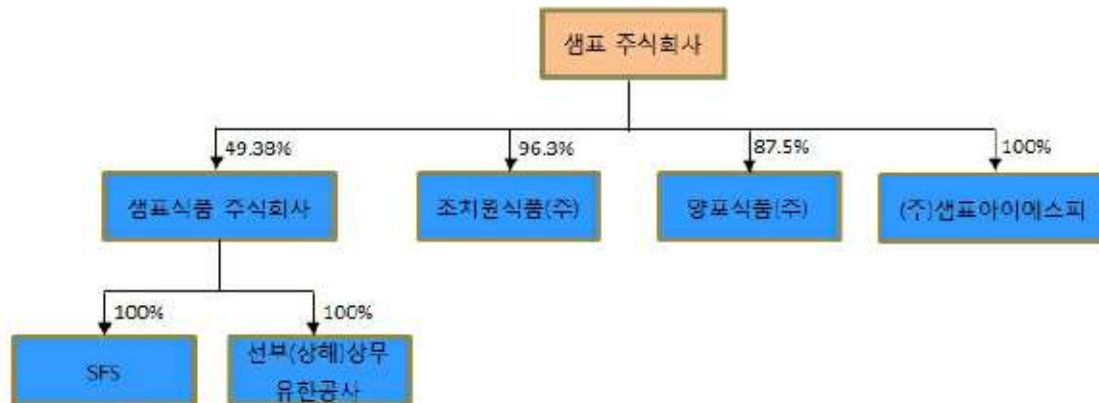 샘표 주식회사
49.38%
96.3%
87.5%
100%
샘표식품 주식회사
조치원식품(주)
양포식품(주)
(주)샘표아이에스피
100%
100%
SFS
선부(상해)상무
유한공사